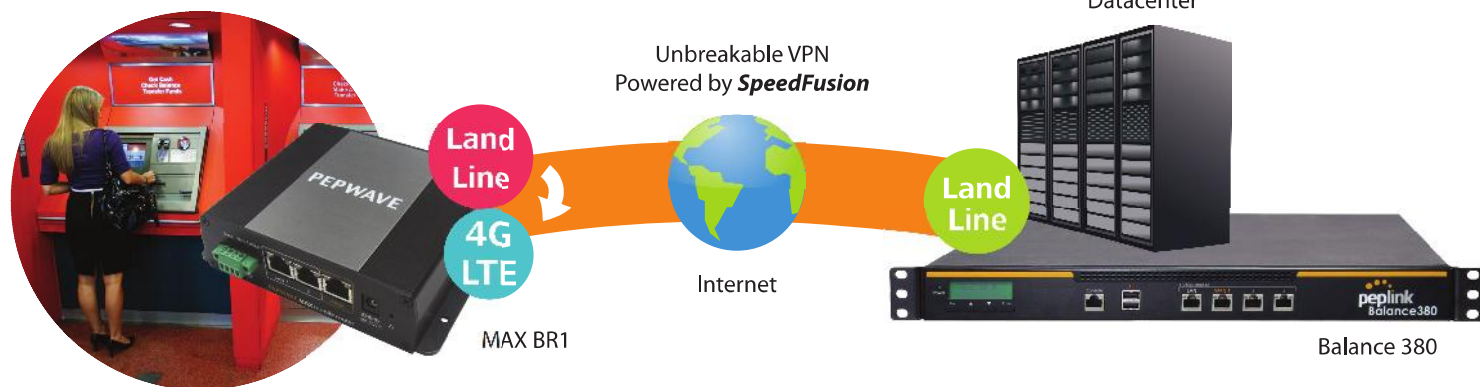 Datacenter
Unbreakable VPN
Powered by SpeedFusion
Get Cash
Check Balance
Transfer Funds
Land
Line
4G
LTE
PEPWAVE
Land
Line
Internet
MAX BR1
peplink
Balance380
Balance 380